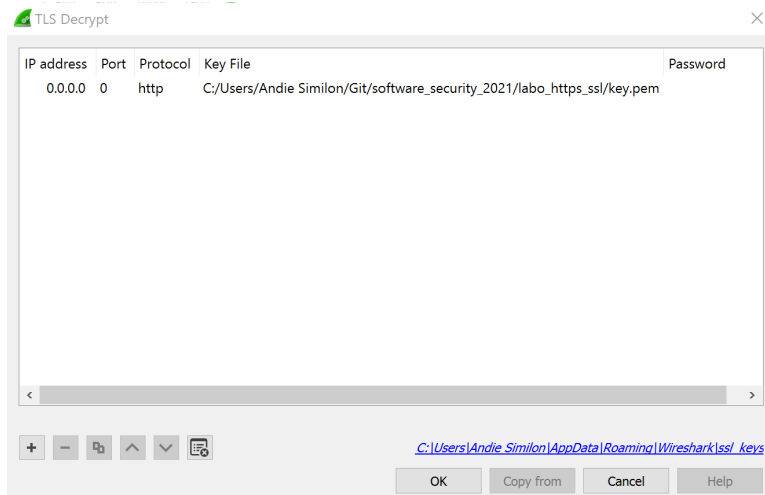 TLS Decrypt
IP address Port Protocol Key File Password
0.0.0.0 0 http C:/Users/Andie Similon/Git/software_security_2021/labo_https_ssl/key.pem
C:\Users\Andie Similon\AppData\Roaming\Wireshark\ssl_keys
OK Copy from Cancel Help